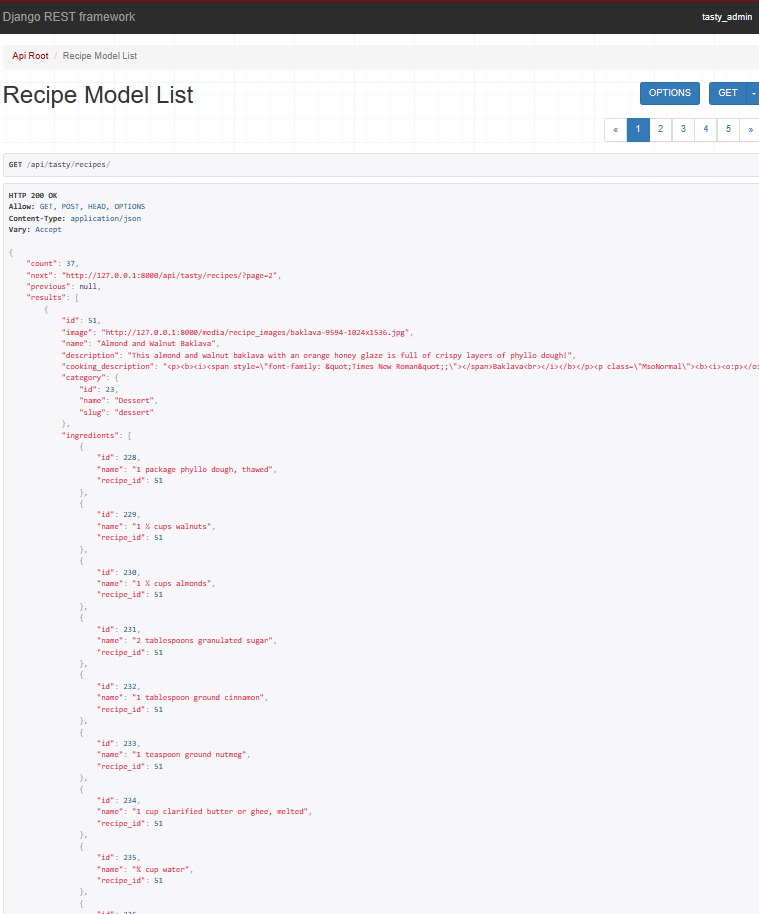 Django REST framework
tasty_admin
Api Root / Recipe Model List
Recipe Model List
OPTIONS
GET
« 1 2 3 4 5 »
GET /api/tasty/recipes/
HTTP 200 OK
Allow: GET, POST, HEAD, OPTIONS
Content-Type: application/json
Vary: Accept
{
"count": 37,
"next": "http://127.0.0.1:8000/api/tasty/recipes/?page=2",
"previous": null,
"results": [
{
"id": 51,
"image": "http://127.0.0.1:8000/media/recipe_images/baklava-9594-1024x1536.jpg",
"name": "Almond and Walnut Baklava",
"description": "This almond and walnut baklava with an orange honey glaze is full of crispy layers of phyllo dough!",
"cooking_description": "<p><b><i><span style=\"font-family: &quot;Times New Roman&quot;;\"></span>Baklava<br></i></b></p><p class=\"MsoNormal\"><b><i><o:p></o:
"category": {
"id": 23,
"name": "Dessert",
"slug": "dessert"
},
"ingredients": [
{
"id": 228,
"name": "1 package phyllo dough, thawed",
"recipe_id": 51
},
{
"id": 229,
"name": "1 cups walnuts",
"recipe_id": 51
},
{
"id": 230,
"name": "1 cups almonds",
"recipe_id": 51
},
{
"id": 231,
"name": "2 tablespoons granulated sugar",
"recipe_id": 51
},
{
"id": 232,
"name": "1 tablespoon ground cinnamon",
"recipe_id": 51
},
{
"id": 233,
"name": "1 teaspoon ground nutmeg",
"recipe_id": 51
},
{
"id": 234,
"name": "1 cup clarified butter or ghee, melted",
"recipe_id": 51
},
{
"id": 235,
"name": " cup water",
"recipe_id": 51
},
{